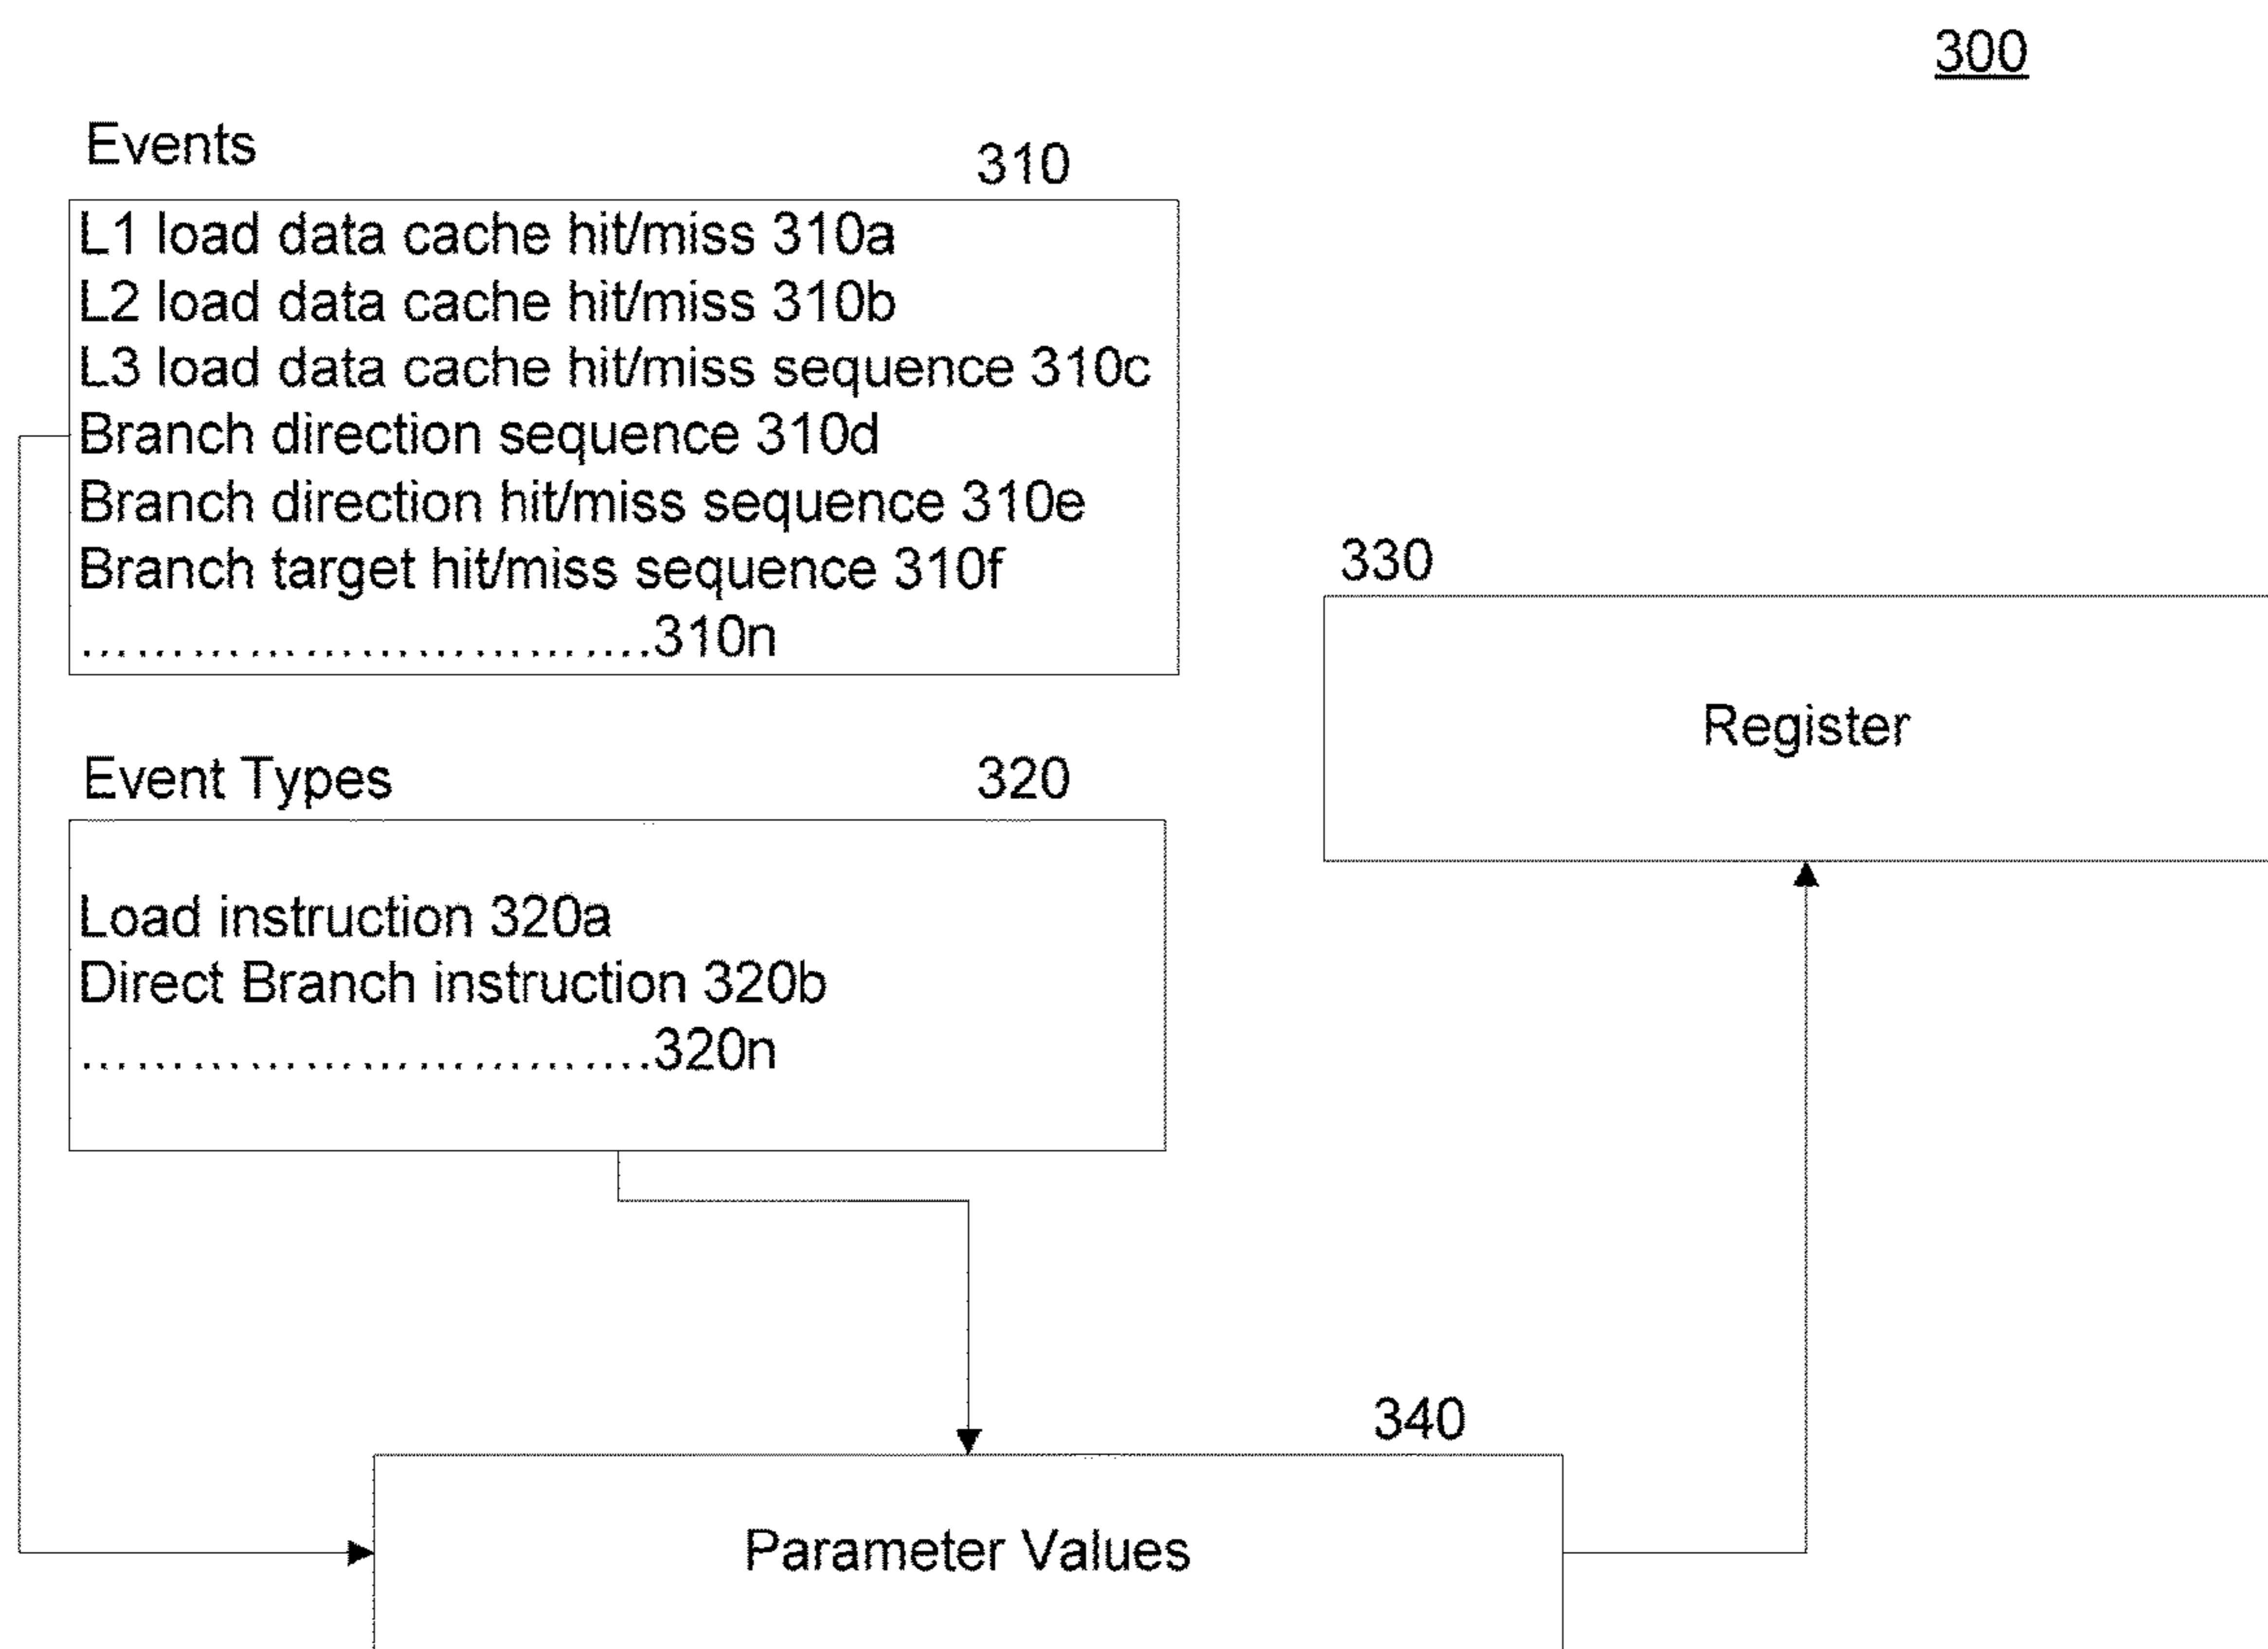 300
Events
310
L1 load data cache hit/miss 310a
L2 load data cache hit/miss 310b
L3 load data cache hit/miss sequence 310c
Branch direction sequence 310d
Branch direction hit/miss sequence 310e
Branch target hit/miss sequence 310f
..............................310n
330
Register
Event Types
320
Load instruction 320a
Direct Branch instruction 320b
..............................320n
340
Parameter Values